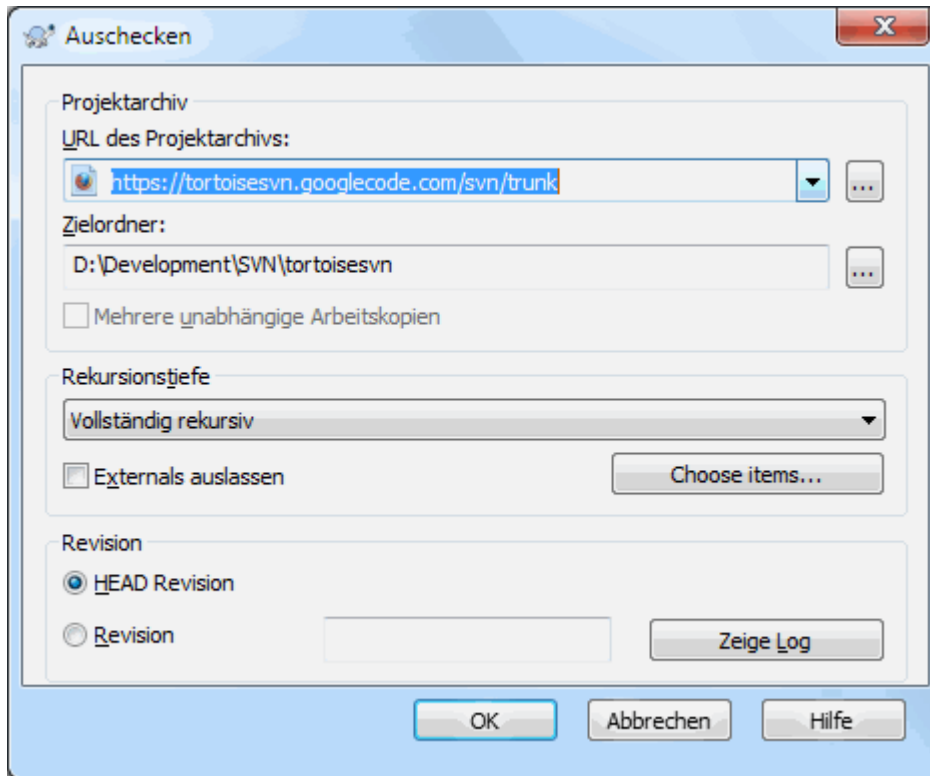 Auschecken
Projektarchiv
URL des Projektarchivs:
https://tortoisesvn.googlecode.com/svn/trunk
...
Zielordner:
D:\Development\SVN\tortoisesvn
...
Mehrere unabhängige Arbeitskopien
Rekursionstiefe
Vollständig rekursiv
Externals auslassen
Choose items...
Revision
HEAD Revision
Revision
Zeige Log
OK
Abbrechen
Hilfe